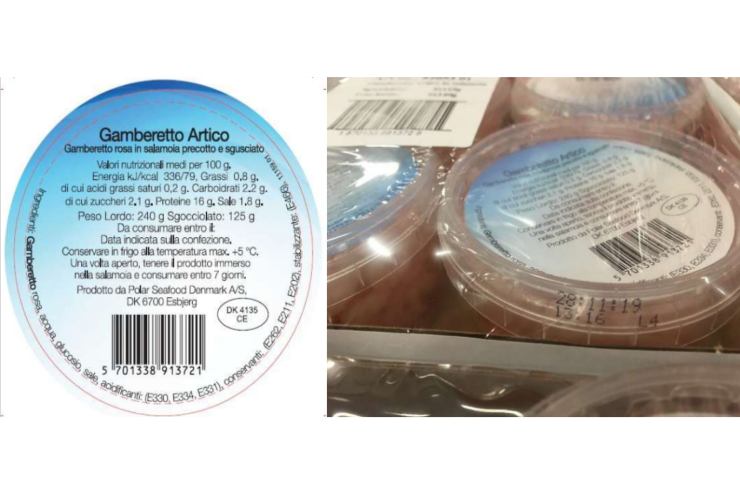 Gamberetto Artico
Gamberetto rosa in salamoia precotto e sgusciato
Valori nutrizionali medi per 100 g.
Energia KJ/kcal 336/79, Grassi 0,8 g.
di cui acidi grassi saturi 0,2 g. Carboidrati 2.2 g.
di cui zuccheri 2,1 g. Proteine 16 g. Sale 1,8 g.
Peso Lordo: 240 g Sgocciolato: 125 g
Da consumare entro il:
Data indicata sulla confezione.
Conservare in frigo alla temperatura max. +5 °C.
Una volta aperto, tenere il prodotto immerso
nella salamoia e consumare entro 7 giorni.
Prodotto da Polar Seafood Denmark A/S,
DK 6700 Esbjerg
DK 4135
CE
5 701338 913721
Ingredienti: Gamberetto rosa, acqua, glucosio, sale, acidificanti: (E330, E334, E331), conservanti: (E262, E211, E202), stabilizzante: (E466).
Gamberetto Artico
DK 4135
CE
5 701338 913721
28:11:19
13:16 L4